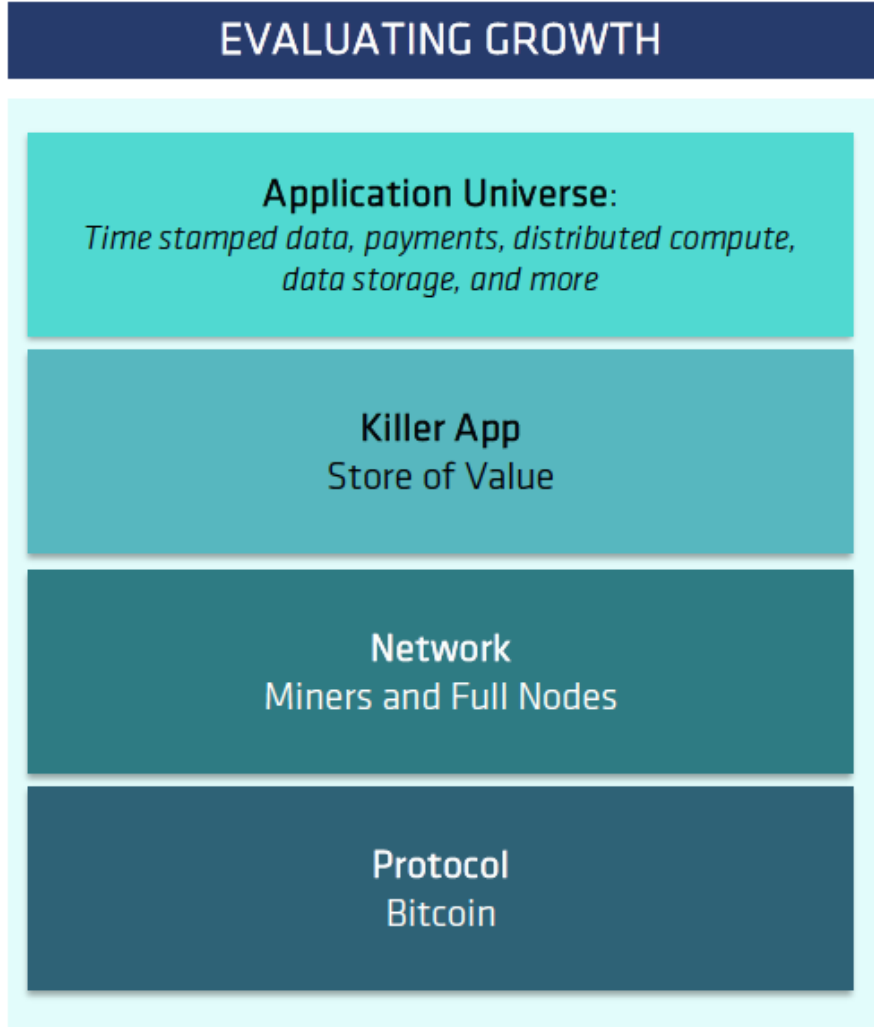 EVALUATING GROWTH
Application Universe:
Time stamped data, payments, distributed compute,
data storage, and more
Killer App
Store of Value
Network
Miners and Full Nodes
Protocol
Bitcoin